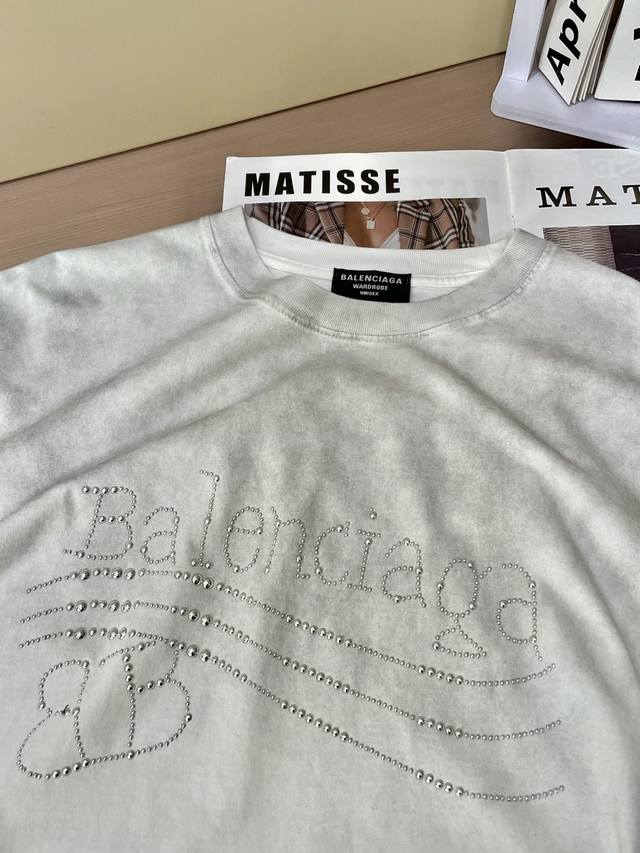 Apr
MATISSE
MAT
BALENCIAGA
WARDROBE
UNISEX
Balenciaga
BB